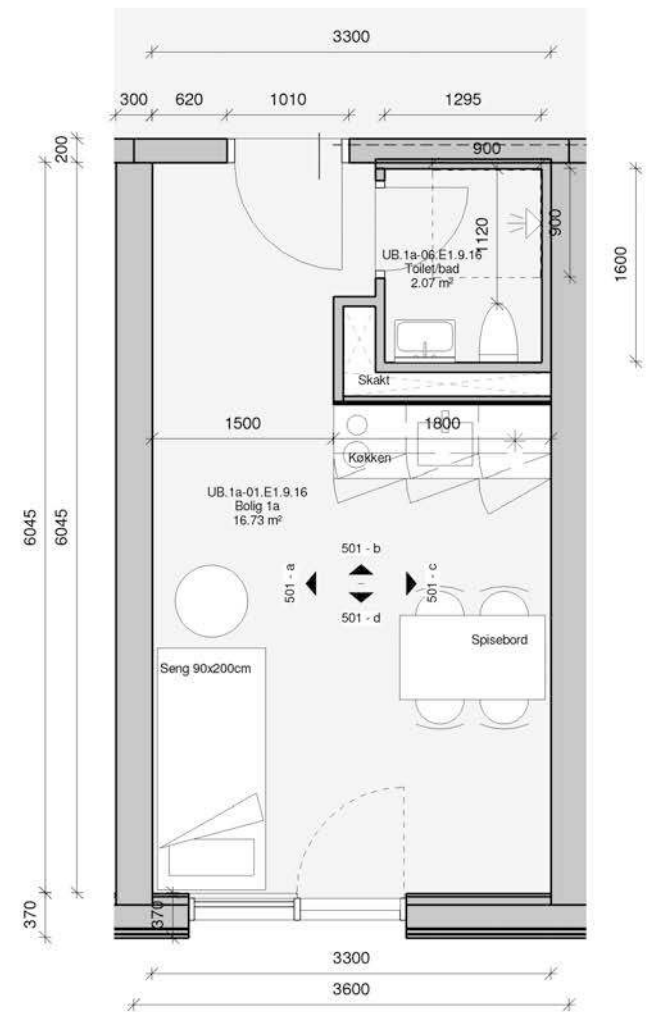 3300
300
620
1010
1295
200
900
900
1120
1600
UB.1a-06.E1.9.16
Toilet/bad
2.07 m²
Skakt
1500
1800
Køkken
UB.1a-01.E1.9.16
Bolig 1a
16.73 m²
6045
6045
501 - a
501 - b
501 - c
501 - d
Spisebord
Seng 90x200cm
370
370
3300
3600